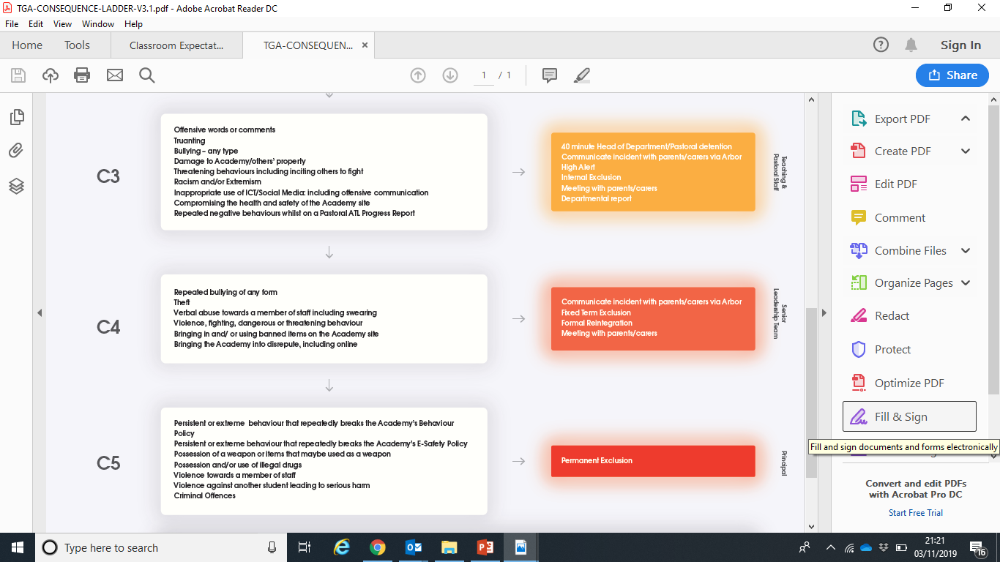 TGA-CONSEQUENCE-LADDER-V3.1.pdf - Adobe Acrobat Reader DC
File Edit View Window Help
Home Tools Classroom Expectat... TGA-CONSEQUEN... ×
? Sign In
1 / 1
Share
C3
Offensive words or comments
Truanting
Bullying – any type
Damage to Academy/others' property
Threatening behaviours including inciting others to fight
Racism and/or Extremism
Inappropriate use of ICT/Social Media: including offensive communication
Compromising the health and safety of the Academy site
Repeated negative behaviours whilst on a Pastoral ATL Progress Report
40 minute Head of Department/Pastoral detention
Communicate incident with parents/carers via Arbor
High Alert
Internal Exclusion
Meeting with parents/carers
Departmental report
Teaching &
Pastoral Staff
C4
Repeated bullying of any form
Theft
Verbal abuse towards a member of staff including swearing
Violence, fighting, dangerous or threatening behaviour
Bringing in and/ or using banned items on the Academy site
Bringing the Academy into disrepute, including online
Communicate incident with parents/carers via Arbor
Fixed Term Exclusion
Formal Reintegration
Meeting with parents/carers
Senior
Leadership Team
C5
Persistent or extreme behaviour that repeatedly breaks the Academy's Behaviour
Policy
Persistent or extreme behaviour that repeatedly breaks the Academy's E-Safety Policy
Possession of a weapon or items that maybe used as a weapon
Possession and/or use of illegal drugs
Violence towards a member of staff
Violence against another student leading to serious harm
Criminal Offences
Permanent Exclusion
Principal
Export PDF
Create PDF
Edit PDF
Comment
Combine Files
Organize Pages
Redact
Protect
Optimize PDF
Fill & Sign
Fill and sign documents and forms electronically
Convert and edit PDFs
with Acrobat Pro DC
Start Free Trial
Type here to search
21:21
03/11/2019
16